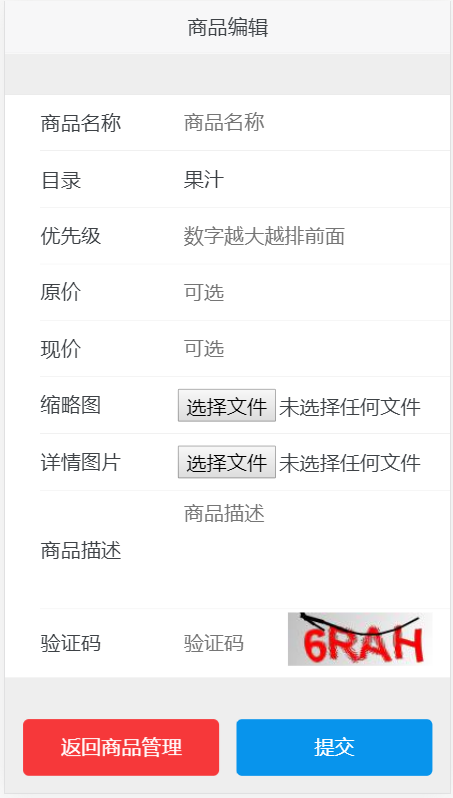 商品编辑
商品名称 商品名称
目录 果汁
优先级 数字越大越排前面
原价 可选
现价 可选
缩略图 选择文件 未选择任何文件
详情图片 选择文件 未选择任何文件
商品描述
商品描述
验证码 验证码 6RAH
返回商品管理 提交